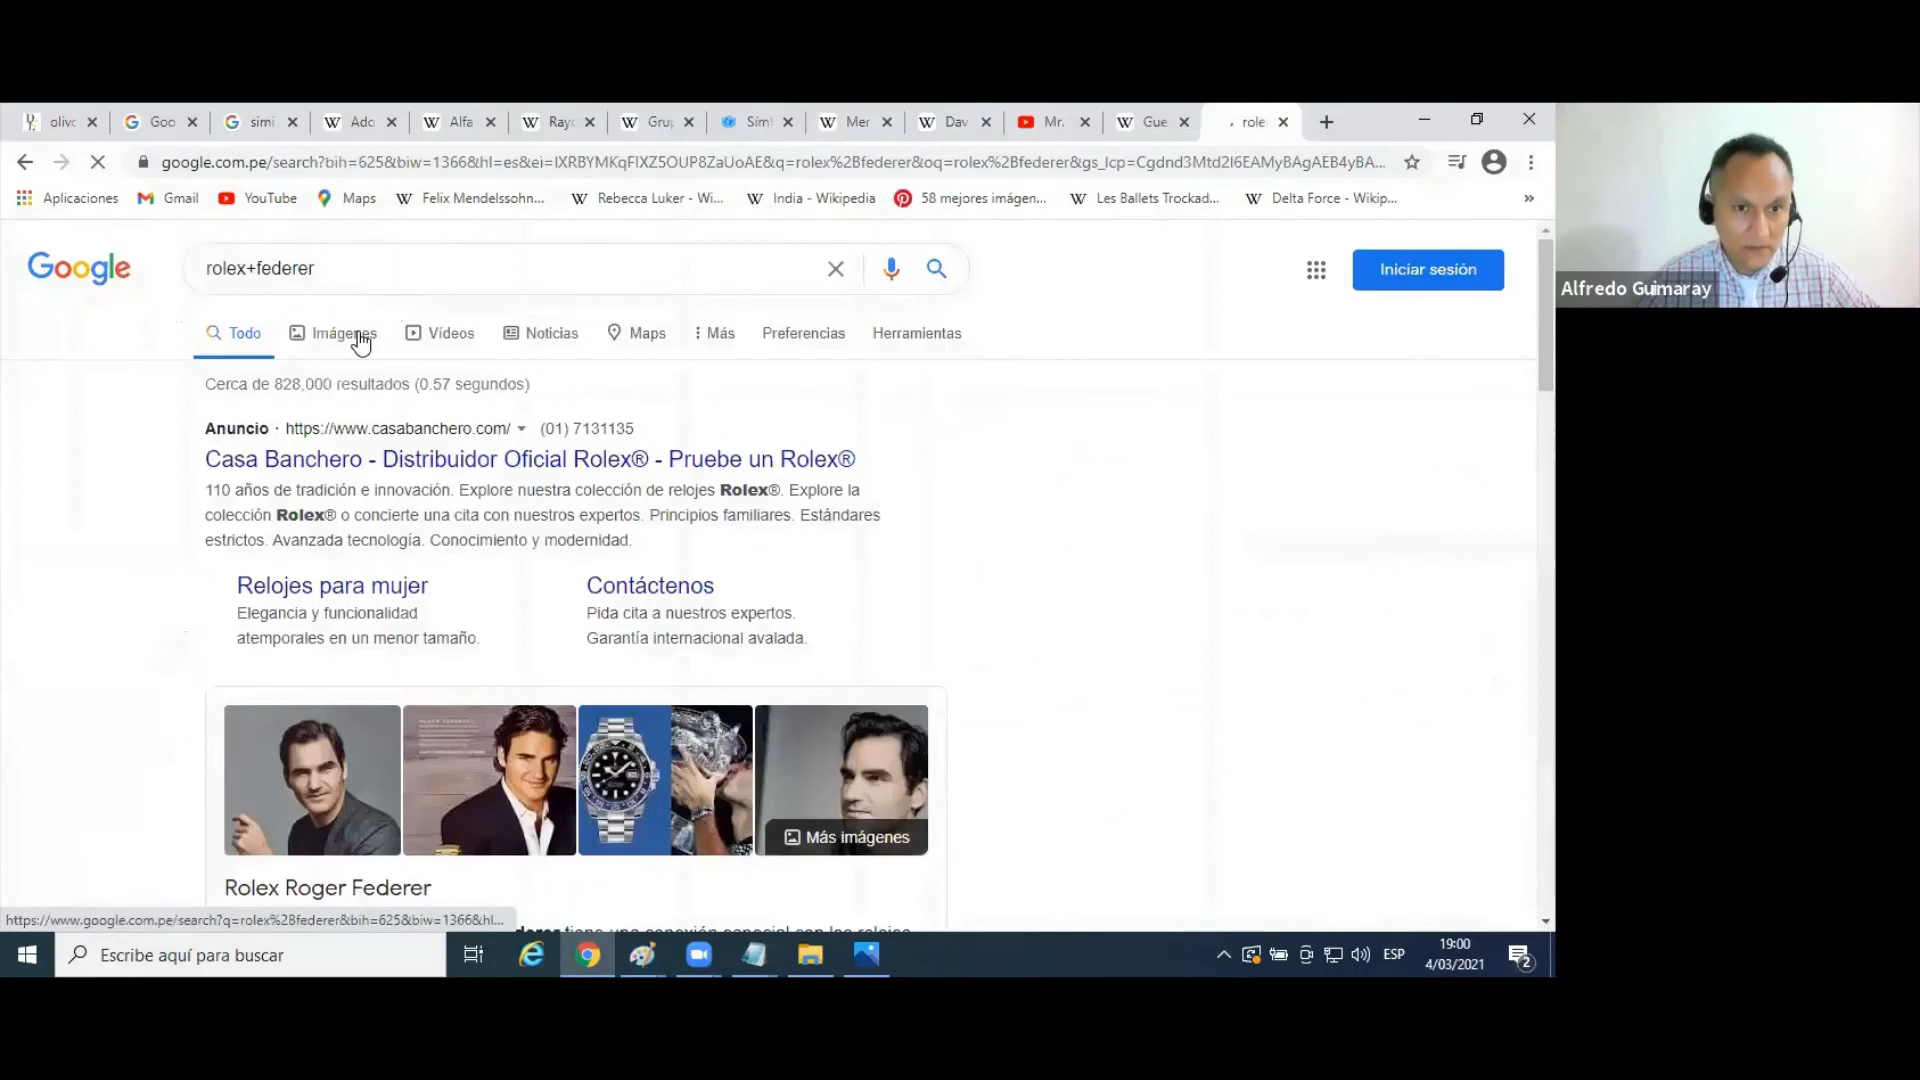 olivo
Goo
simi
Ado
Alfa
Rayo
Grup
Símb
Mer
Dav
Mr.
Gue
role
google.com.pe/search?bih=625&biw=1366&hl=es&ei=IXRBYMKqFIXZ5OUP8ZaUoAE&q=rolex%2Bfederer&oq=rolex%2Bfederer&gs_lcp=Cgdnd3Mtd2l6EAMyBAgAEB4yBA...
Aplicaciones
Gmail
YouTube
Maps
Felix Mendelssohn...
Rebecca Luker - Wi...
India - Wikipedia
58 mejores imágen...
Les Ballets Trockad...
Delta Force - Wikip...
»
Google
rolex+federer
Iniciar sesión
Todo
Imágenes
Vídeos
Noticias
Maps
Más
Preferencias
Herramientas
Cerca de 828,000 resultados (0.57 segundos)
Anuncio · https://www.casabanchero.com/ (01) 7131135
Casa Banchero - Distribuidor Oficial Rolex® - Pruebe un Rolex®
110 años de tradición e innovación. Explore nuestra colección de relojes Rolex®. Explore la
colección Rolex® o concierte una cita con nuestros expertos. Principios familiares. Estándares
estrictos. Avanzada tecnología. Conocimiento y modernidad.
Relojes para mujer
Elegancia y funcionalidad
atemporales en un menor tamaño.
Contáctenos
Pida cita a nuestros expertos.
Garantía internacional avalada.
Más imágenes
Rolex Roger Federer
https://www.google.com.pe/search?q=rolex%2Bfederer&bih=625&biw=1366&hl...
Escribe aquí para buscar
ESP
19:00
4/03/2021
2
Alfredo Guimaray